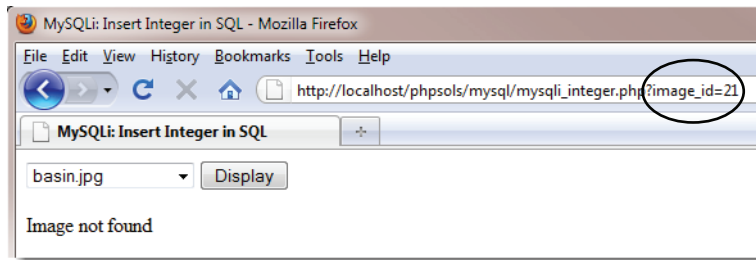 MySQLi: Insert Integer in SQL - Mozilla Firefox
File Edit View History Bookmarks Tools Help
http://localhost/phpsols/mysql/mysqli_integer.php?image_id=21
MySQLi: Insert Integer in SQL
basin.jpg Display
Image not found